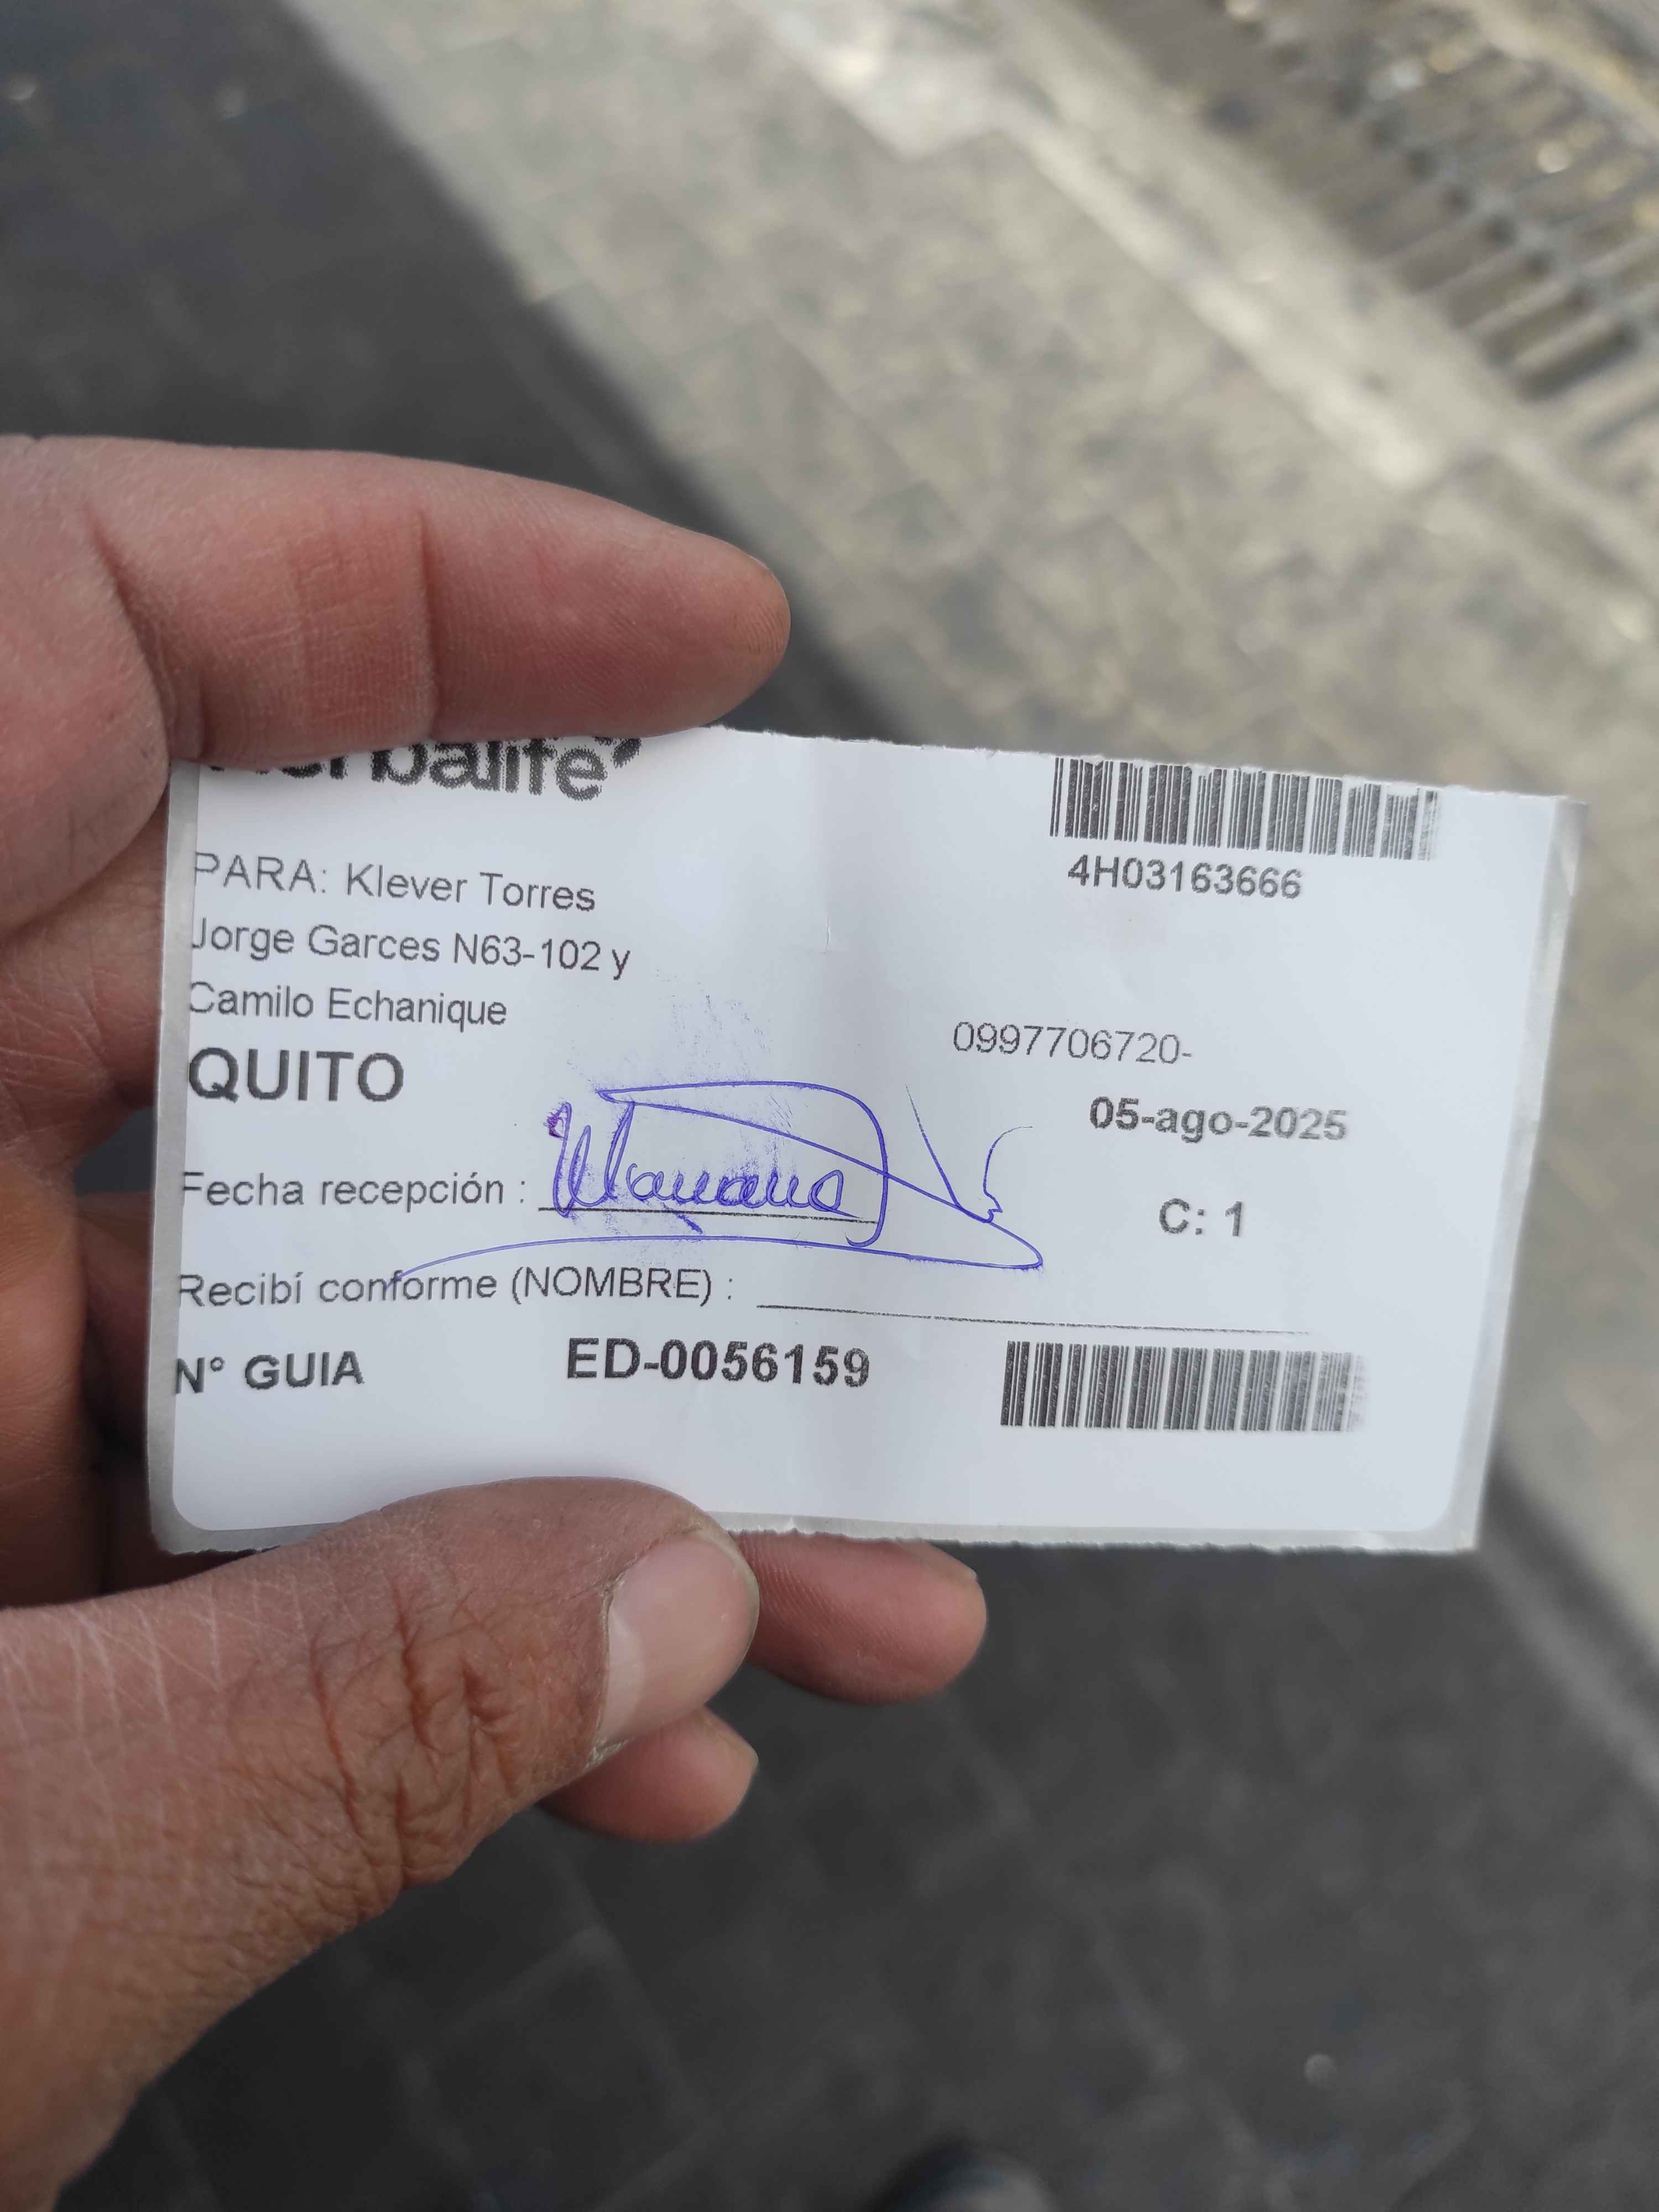 Herbalife
4H03163666
PARA: Klever Torres
Jorge Garces N63-102 y
Camilo Echanique
0997706720-
QUITO
05-ago-2025
Fecha recepción :
C: 1
Recibí conforme (NOMBRE) :
N° GUIA ED-0056159